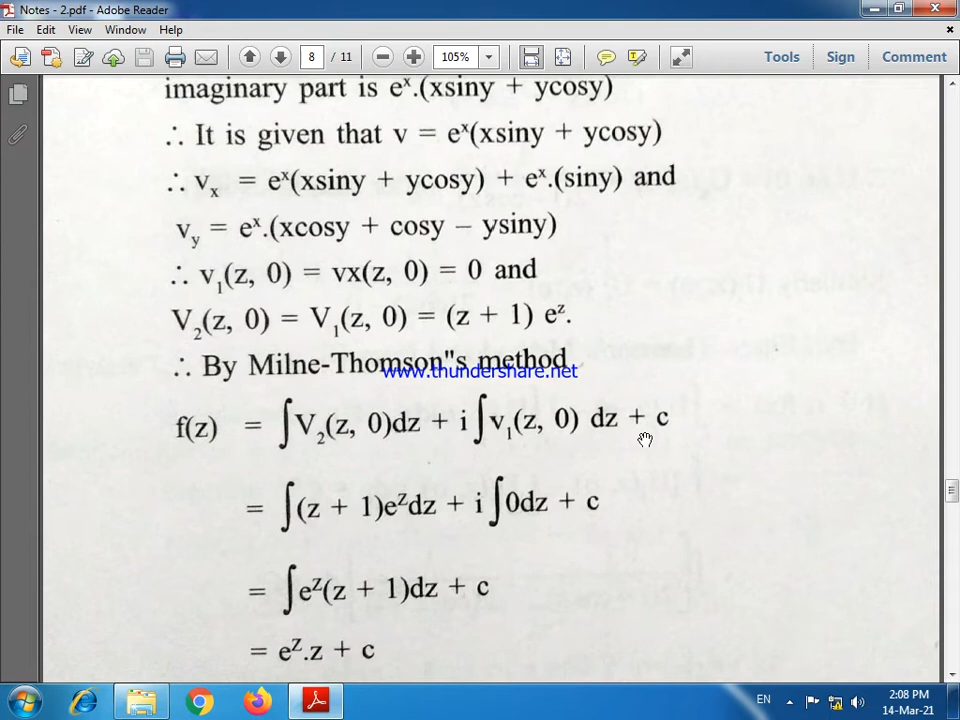 Notes - 2.pdf - Adobe Reader
File Edit View Window Help
8 / 11 105% Tools Sign Comment
imaginary part is eˣ.(xsiny + ycosy)
∴ It is given that v = eˣ(xsiny + ycosy)
∴ vₓ = eˣ(xsiny + ycosy) + eˣ.(siny) and
v_y = eˣ.(xcosy + cosy – ysiny)
∴ v₁(z, 0) = vx(z, 0) = 0 and
V₂(z, 0) = V₁(z, 0) = (z + 1) eᶻ.
∴ By Milne-Thomson"s method
www.thundershare.net
f(z) = ∫V₂(z, 0)dz + i ∫v₁(z, 0) dz + c
= ∫(z + 1)eᶻdz + i ∫0dz + c
= ∫eᶻ(z + 1)dz + c
= eᶻ.z + c
EN 2:08 PM
14-Mar-21